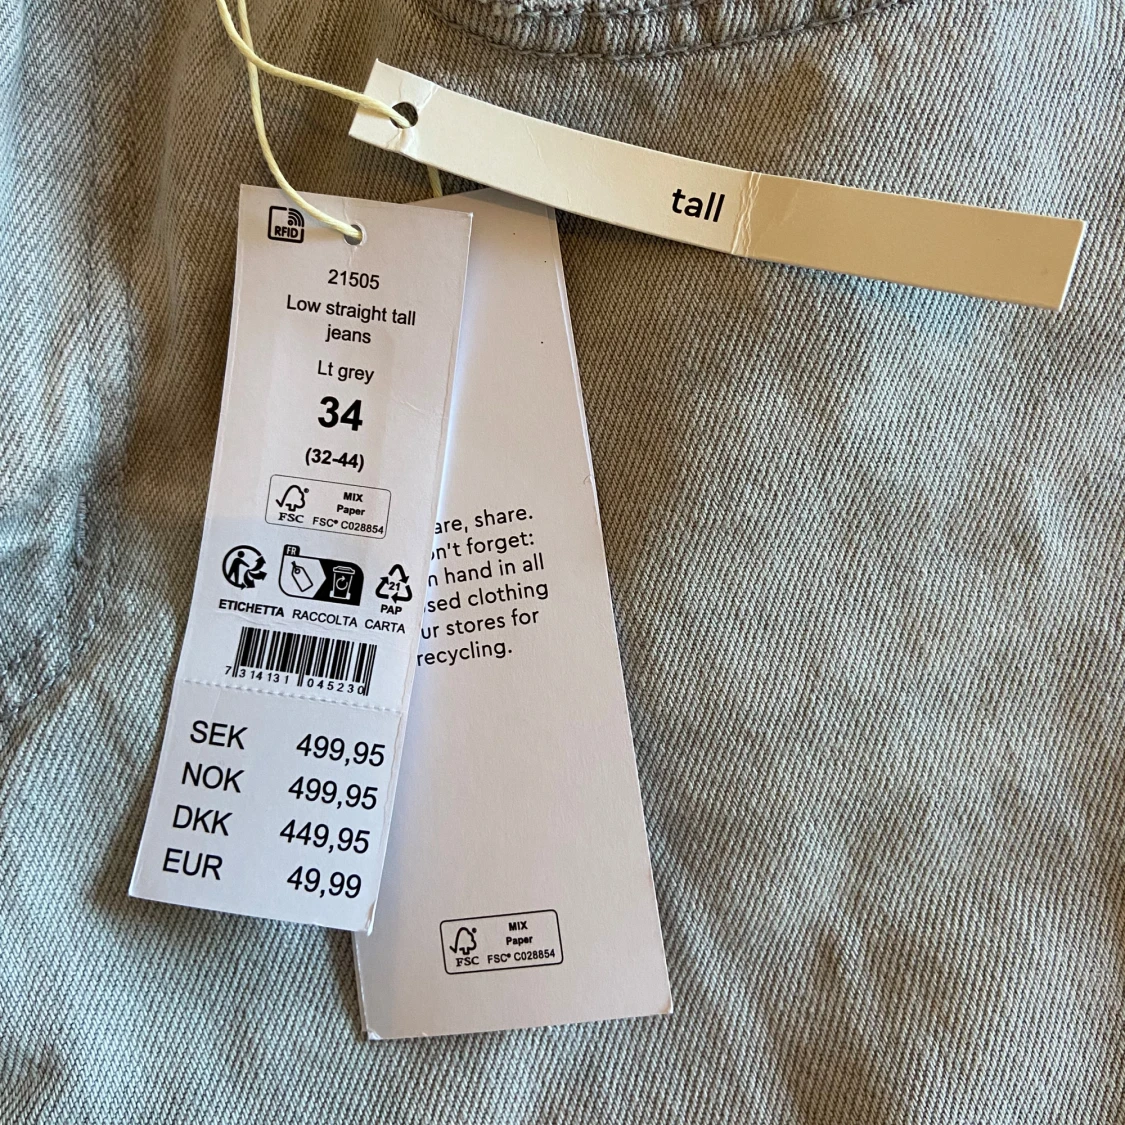 tall
RFID
21505
Low straight tall
jeans
Lt grey
34
(32-44)
FSC
MIX
Paper
FSC® C028854
FR
21
PAP
ETICHETTA RACCOLTA CARTA
7 314131 045230
SEK 499,95
NOK 499,95
DKK 449,95
EUR 49,99
are, share.
on't forget:
n hand in all
sed clothing
ur stores for
recycling.
FSC
MIX
Paper
FSC® C028854